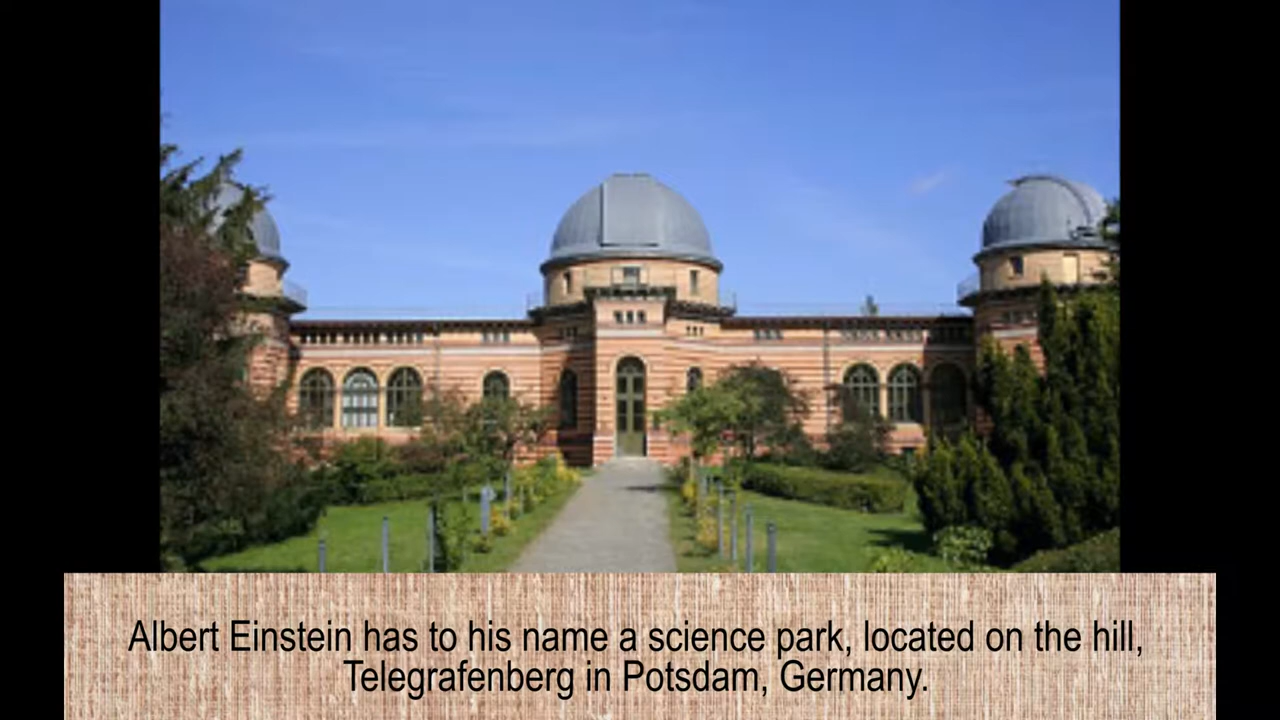 Albert Einstein has to his name a science park, located on the hill,
Telegrafenberg in Potsdam, Germany.